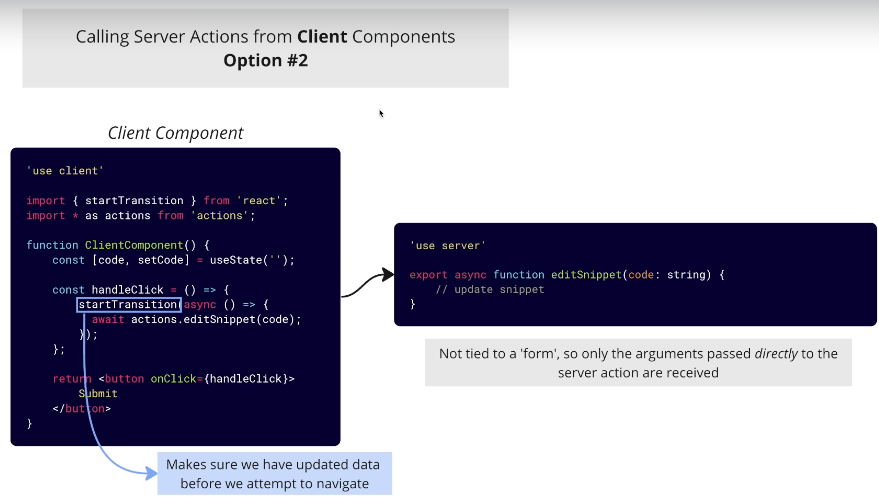 Calling Server Actions from Client Components
Option #2
Client Component
'use client'
import { startTransition } from 'react';
import * as actions from 'actions';
function ClientComponent() {
const [code, setCode] = useState('');
const handleClick = () => {
startTransition(async () => {
await actions.editSnippet(code);
});
};
return <button onClick={handleClick}>
Submit
</button>
}
Makes sure we have updated data
before we attempt to navigate
'use server'
export async function editSnippet(code: string) {
// update snippet
}
Not tied to a 'form', so only the arguments passed directly to the
server action are received